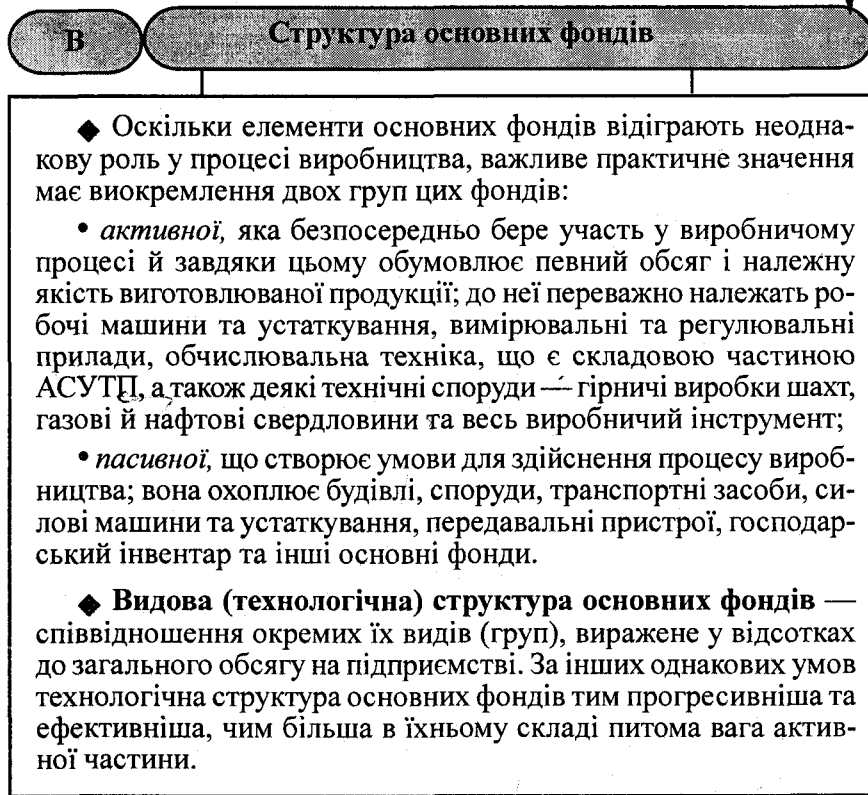 В
Структура основних фондів
◆ Оскільки елементи основних фондів відіграють неодна-
кову роль у процесі виробництва, важливе практичне значення
має виокремлення двох груп цих фондів:
• активної, яка безпосередньо бере участь у виробничому
процесі й завдяки цьому обумовлює певний обсяг і належну
якість виготовлюваної продукції; до неї переважно належать ро-
бочі машини та устаткування, вимірювальні та регулювальні
прилади, обчислювальна техніка, що є складовою частиною
АСУТП, а також деякі технічні споруди — гірничі виробки шахт,
газові й нафтові свердловини та весь виробничий інструмент;
• пасивної, що створює умови для здійснення процесу вироб-
ництва; вона охоплює будівлі, споруди, транспортні засоби, си-
лові машини та устаткування, передавальні пристрої, господар-
ський інвентар та інші основні фонди.
◆ Видова (технологічна) структура основних фондів —
співвідношення окремих їх видів (груп), виражене у відсотках
до загального обсягу на підприємстві. За інших однакових умов
технологічна структура основних фондів тим прогресивніша та
ефективніша, чим більша в їхньому складі питома вага актив-
ної частини.